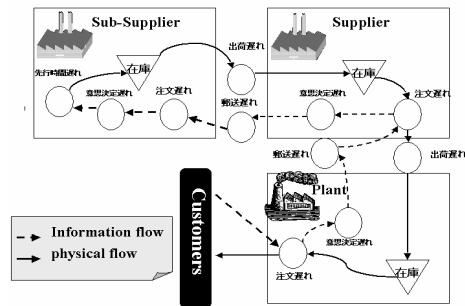 Sub-Supplier
Supplier
先行時間遅れ
在庫
出荷遅れ
在庫
注文遅れ
意思決定遅れ
注文遅れ
郵送遅れ
意思決定遅れ
郵送遅れ
出荷遅れ
Plant
意思決定遅れ
注文遅れ
在庫
Customers
Information flow
physical flow